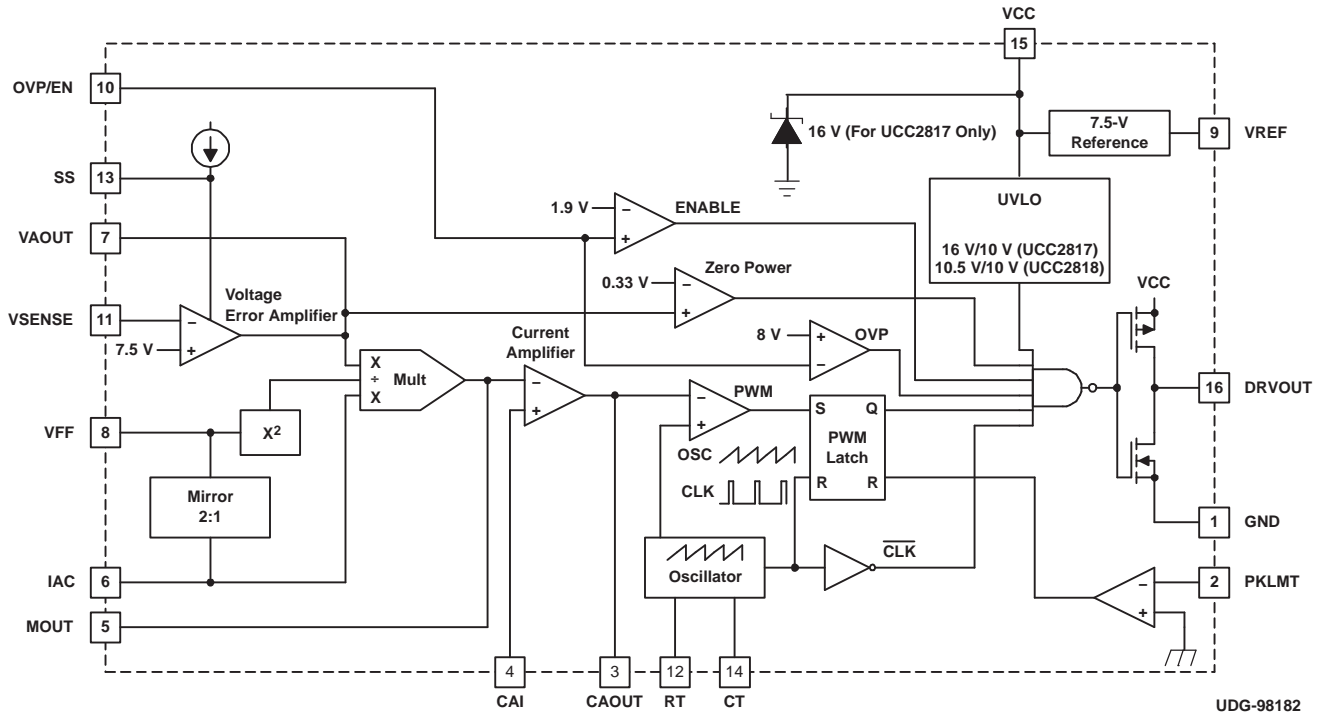 VCC
15
OVP/EN
10
16 V (For UCC2817 Only)
7.5-V
Reference
9
VREF
SS
13
UVLO
16 V/10 V (UCC2817)
10.5 V/10 V (UCC2818)
1.9 V
−
+
ENABLE
VAOUT
7
Zero Power
0.33 V
−
+
VCC
VSENSE
11
Voltage
Error Amplifier
−
7.5 V
+
8 V
+
OVP
−
Current
Amplifier
X
÷
X
Mult
−
+
−
+
PWM
16
DRVOUT
VFF
8
X2
S
Q
PWM
Latch
R
R
OSC
CLK
Mirror
2:1
1
GND
CLK
Oscillator
IAC
6
−
+
2
PKLMT
MOUT
5
4
3
12
14
CAI
CAOUT
RT
CT
UDG-98182